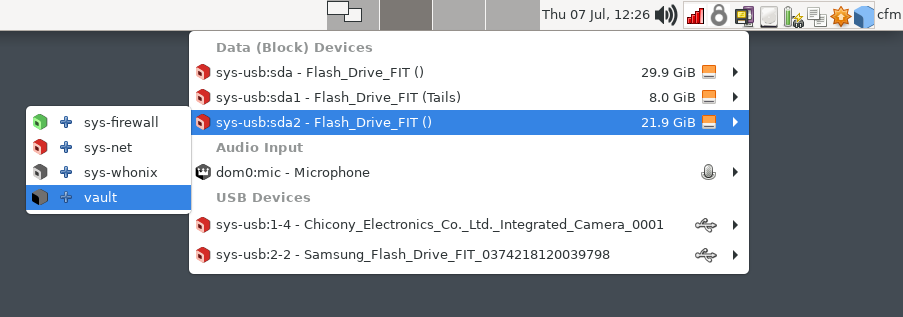 Thu 07 Jul, 12:26 cfm
Data (Block) Devices
sys-usb:sda - Flash_Drive_FIT () 29.9 GiB
sys-usb:sda1 - Flash_Drive_FIT (Tails) 8.0 GiB
sys-usb:sda2 - Flash_Drive_FIT () 21.9 GiB
Audio Input
dom0:mic - Microphone
USB Devices
sys-usb:1-4 - Chicony_Electronics_Co._Ltd._Integrated_Camera_0001
sys-usb:2-2 - Samsung_Flash_Drive_FIT_0374218120039798
sys-firewall
sys-net
sys-whonix
vault